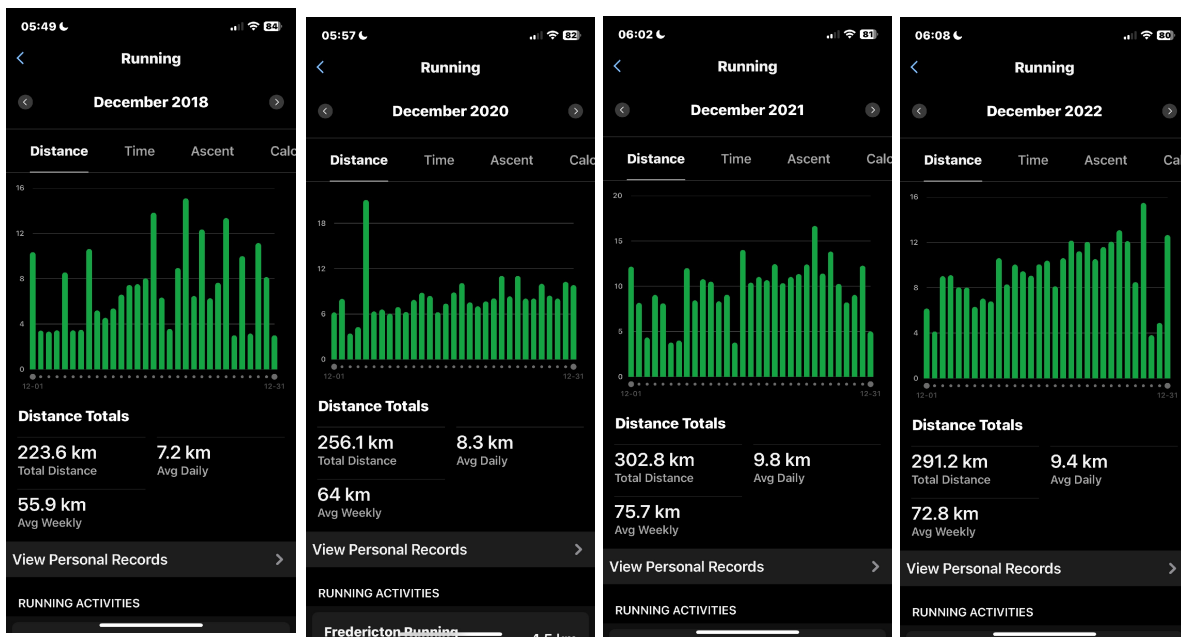 05:49
84
Running
December 2018
Distance Time Ascent Calc
16
12
8
4
0
12-01 12-31
Distance Totals
223.6 km 7.2 km
Total Distance Avg Daily
55.9 km
Avg Weekly
View Personal Records
RUNNING ACTIVITIES
05:57
82
Running
December 2020
Distance Time Ascent Calc
18
12
6
0
12-01 12-31
Distance Totals
256.1 km 8.3 km
Total Distance Avg Daily
64 km
Avg Weekly
View Personal Records
RUNNING ACTIVITIES
Fredericton Running
06:02
81
Running
December 2021
Distance Time Ascent Calc
20
15
10
5
0
12-01 12-31
Distance Totals
302.8 km 9.8 km
Total Distance Avg Daily
75.7 km
Avg Weekly
View Personal Records
RUNNING ACTIVITIES
06:08
80
Running
December 2022
Distance Time Ascent Ca
16
12
8
4
0
12-01 12-31
Distance Totals
291.2 km 9.4 km
Total Distance Avg Daily
72.8 km
Avg Weekly
View Personal Records
RUNNING ACTIVITIES